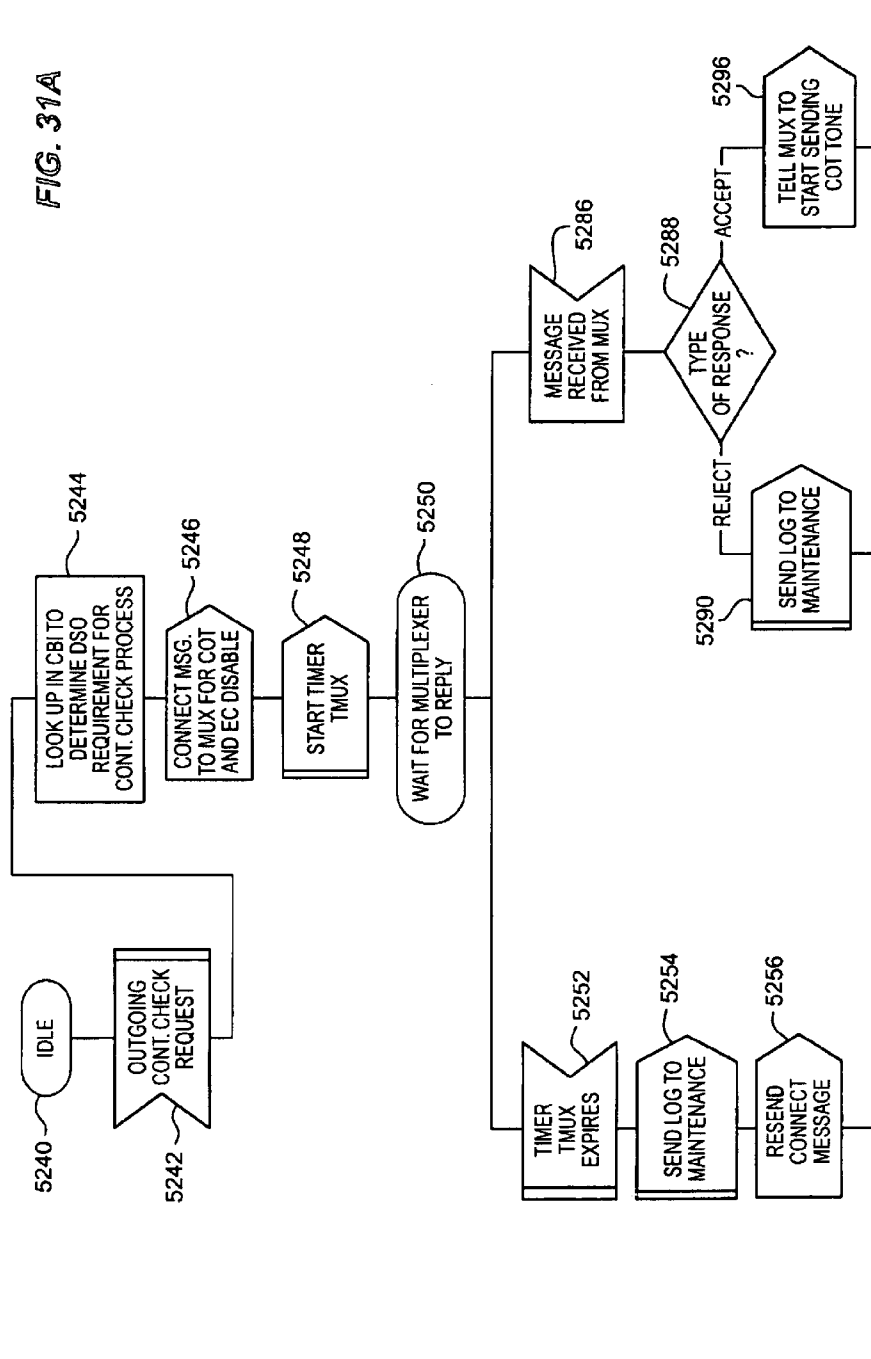 FIG. 31A
5240
IDLE
5242
OUTGOING
CONT. CHECK
REQUEST
5244
LOOK UP IN CBI TO
DETERMINE DSO
REQUIREMENT FOR
CONT. CHECK PROCESS
5246
CONNECT MSG.
TO MUX FOR COT
AND EC DISABLE
5248
START TIMER
TMUX
5250
WAIT FOR MULTIPLEXER
TO REPLY
5252
TIMER
TMUX
EXPIRES
5254
SEND LOG TO
MAINTENANCE
5256
RESEND
CONNECT
MESSAGE
5286
MESSAGE
RECEIVED
FROM MUX
5288
TYPE
OF RESPONSE
?
REJECT
ACCEPT
5290
SEND LOG TO
MAINTENANCE
5296
TELL MUX TO
START SENDING
COT TONE